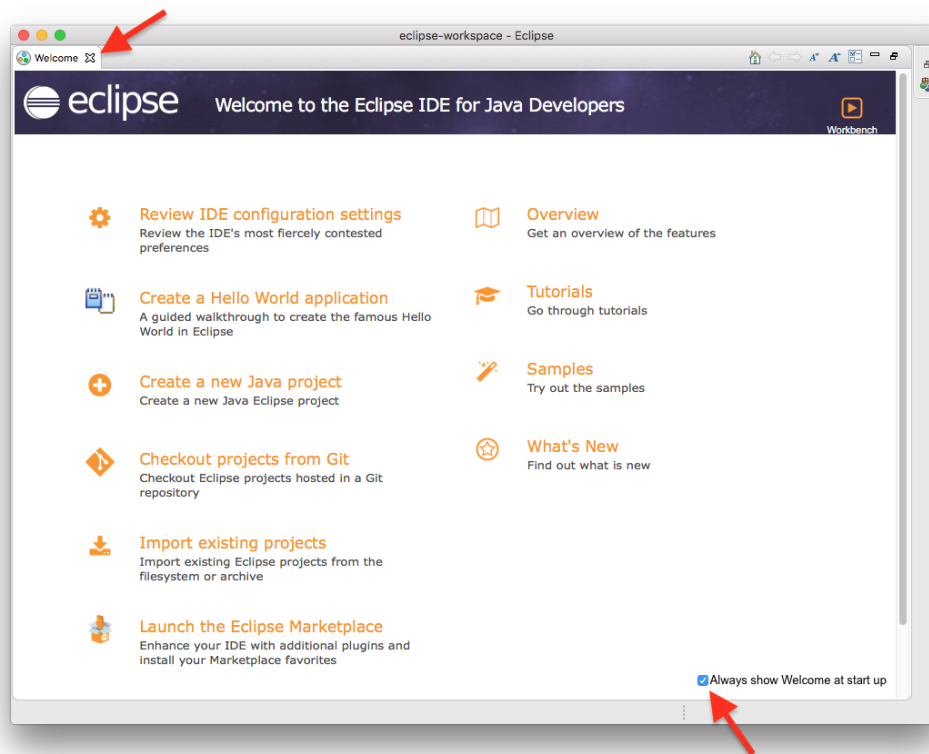 eclipse-workspace - Eclipse
Welcome
eclipse
Welcome to the Eclipse IDE for Java Developers
Workbench
Review IDE configuration settings
Review the IDE's most fiercely contested
preferences
Create a Hello World application
A guided walkthrough to create the famous Hello
World in Eclipse
Create a new Java project
Create a new Java Eclipse project
Checkout projects from Git
Checkout Eclipse projects hosted in a Git
repository
Import existing projects
Import existing Eclipse projects from the
filesystem or archive
Launch the Eclipse Marketplace
Enhance your IDE with additional plugins and
install your Marketplace favorites
Overview
Get an overview of the features
Tutorials
Go through tutorials
Samples
Try out the samples
What's New
Find out what is new
Always show Welcome at start up